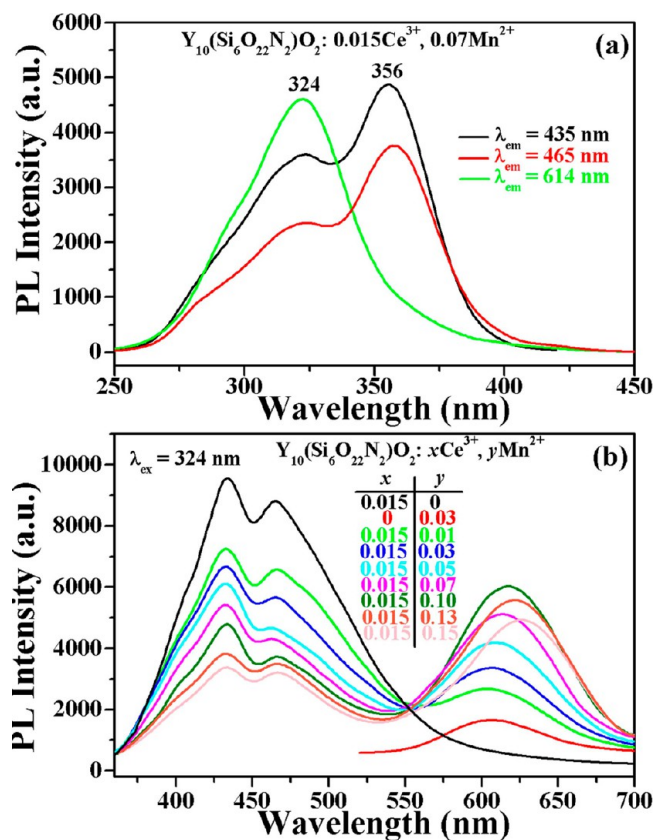 Y₁₀(Si₆O₂₂N₂)O₂: 0.015Ce³⁺, 0.07Mn²⁺
(a)
324
356
λem = 435 nm
λem = 465 nm
λem = 614 nm
PL Intensity (a.u.)
6000
5000
4000
3000
2000
1000
0
250 300 350 400 450
Wavelength (nm)
λex = 324 nm
Y₁₀(Si₆O₂₂N₂)O₂: xCe³⁺, yMn²⁺
(b)
x y
0.015 0
0 0.03
0.015 0.01
0.015 0.03
0.015 0.05
0.015 0.07
0.015 0.10
0.015 0.13
0.015 0.15
PL Intensity (a.u.)
10000
8000
6000
4000
2000
0
400 450 500 550 600 650 700
Wavelength (nm)